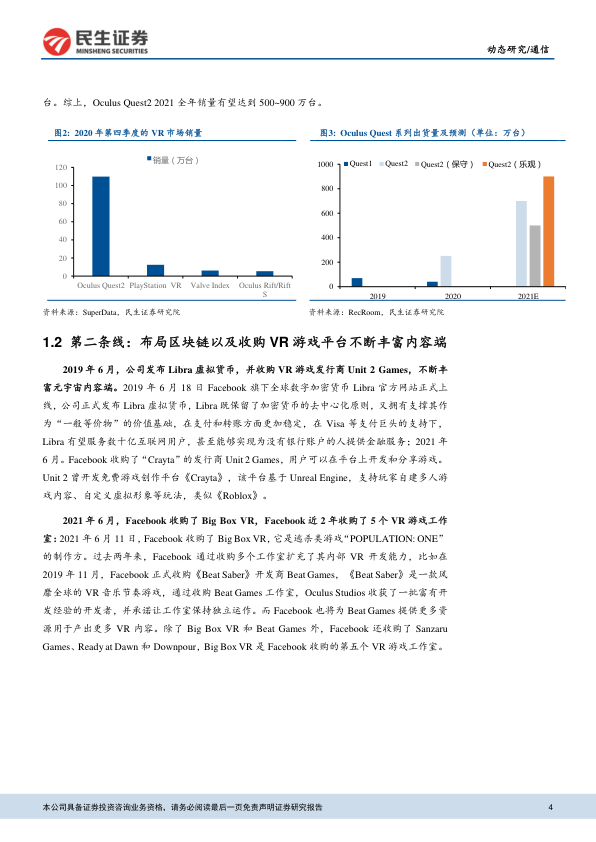 民生证券
MINSHENG SECURITIES
动态研究/通信
台。综上，Oculus Quest2 2021 全年销量有望达到 500~900 万台。
图2: 2020 年第四季度的 VR 市场销量
销量（万台）
120
100
80
60
40
20
0
Oculus Quest2 PlayStation VR Valve Index Oculus Rift/Rift S
资料来源：SuperData，民生证券研究院
图3: Oculus Quest 系列出货量及预测（单位：万台）
Quest1 Quest2 Quest2（保守） Quest2（乐观）
1000
800
600
400
200
0
2019 2020 2021E
资料来源：RecRoom，民生证券研究院
1.2 第二条线：布局区块链以及收购 VR 游戏平台不断丰富内容端
2019 年 6 月，公司发布 Libra 虚拟货币，并收购 VR 游戏发行商 Unit 2 Games，不断丰
富元宇宙内容端。2019 年 6 月 18 日 Facebook 旗下全球数字加密货币 Libra 官方网站正式上
线，公司正式发布 Libra 虚拟货币，Libra 既保留了加密货币的去中心化原则，又拥有支撑其作
为“一般等价物”的价值基础，在支付和转账方面更加稳定，在 Visa 等支付巨头的支持下，
Libra 有望服务数十亿互联网用户，甚至能够实现为没有银行账户的人提供金融服务；2021 年
6 月。Facebook 收购了“Crayta”的发行商 Unit 2 Games，用户可以在平台上开发和分享游戏。
Unit 2 曾开发免费游戏创作平台《Crayta》，该平台基于 Unreal Engine，支持玩家自建多人游
戏内容、自定义虚拟形象等玩法，类似《Roblox》。
2021 年 6 月，Facebook 收购了 Big Box VR，Facebook 近 2 年收购了 5 个 VR 游戏工作
室：2021 年 6 月 11 日，Facebook 收购了 Big Box VR，它是逃杀类游戏“POPULATION: ONE”
的制作方。过去两年来，Facebook 通过收购多个工作室扩充了其内部 VR 开发能力，比如在
2019 年 11 月，Facebook 正式收购《Beat Saber》开发商 Beat Games，《Beat Saber》是一款风
靡全球的 VR 音乐节奏游戏，通过收购 Beat Games 工作室，Oculus Studios 收获了一批富有开
发经验的开发者，并承诺让工作室保持独立运作。而 Facebook 也将为 Beat Games 提供更多资
源用于产出更多 VR 内容。除了 Big Box VR 和 Beat Games 外，Facebook 还收购了 Sanzaru
Games、Ready at Dawn 和 Downpour，Big Box VR 是 Facebook 收购的第五个 VR 游戏工作室。
本公司具备证券投资咨询业务资格，请务必阅读最后一页免责声明证券研究报告
4